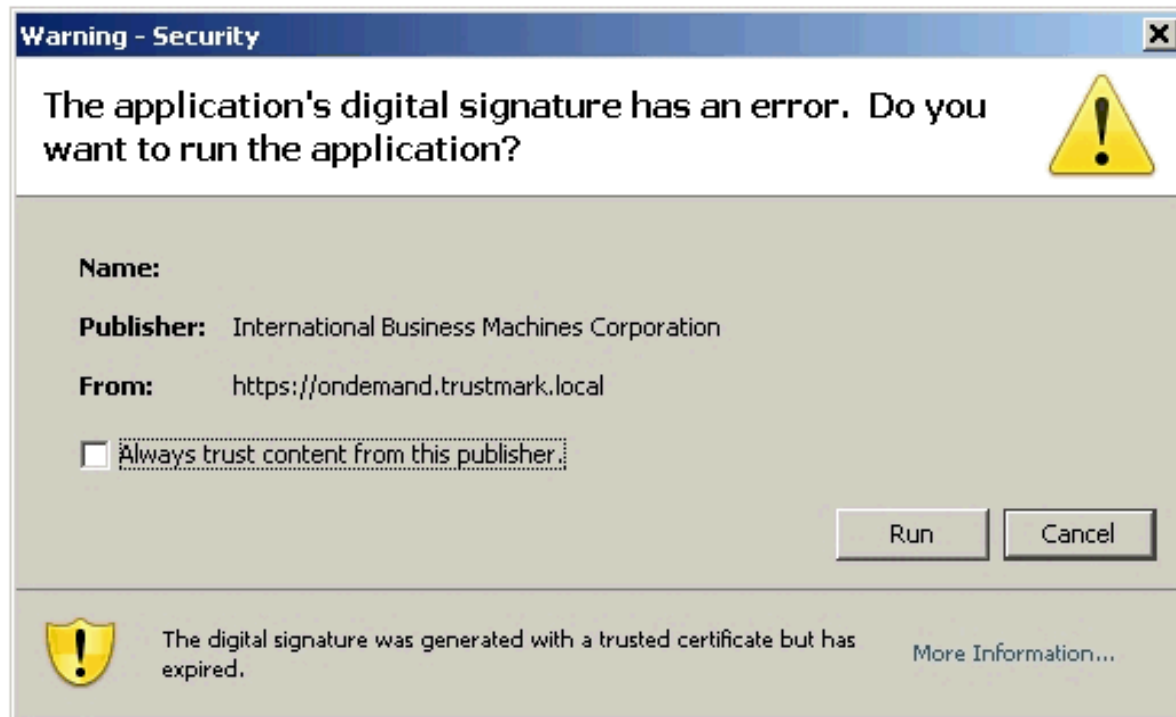 Warning - Security
The application's digital signature has an error.  Do you
want to run the application?
Name:
Publisher: International Business Machines Corporation
From: https://ondemand.trustmark.local
Always trust content from this publisher.
Run Cancel
The digital signature was generated with a trusted certificate but has
expired.
More Information...